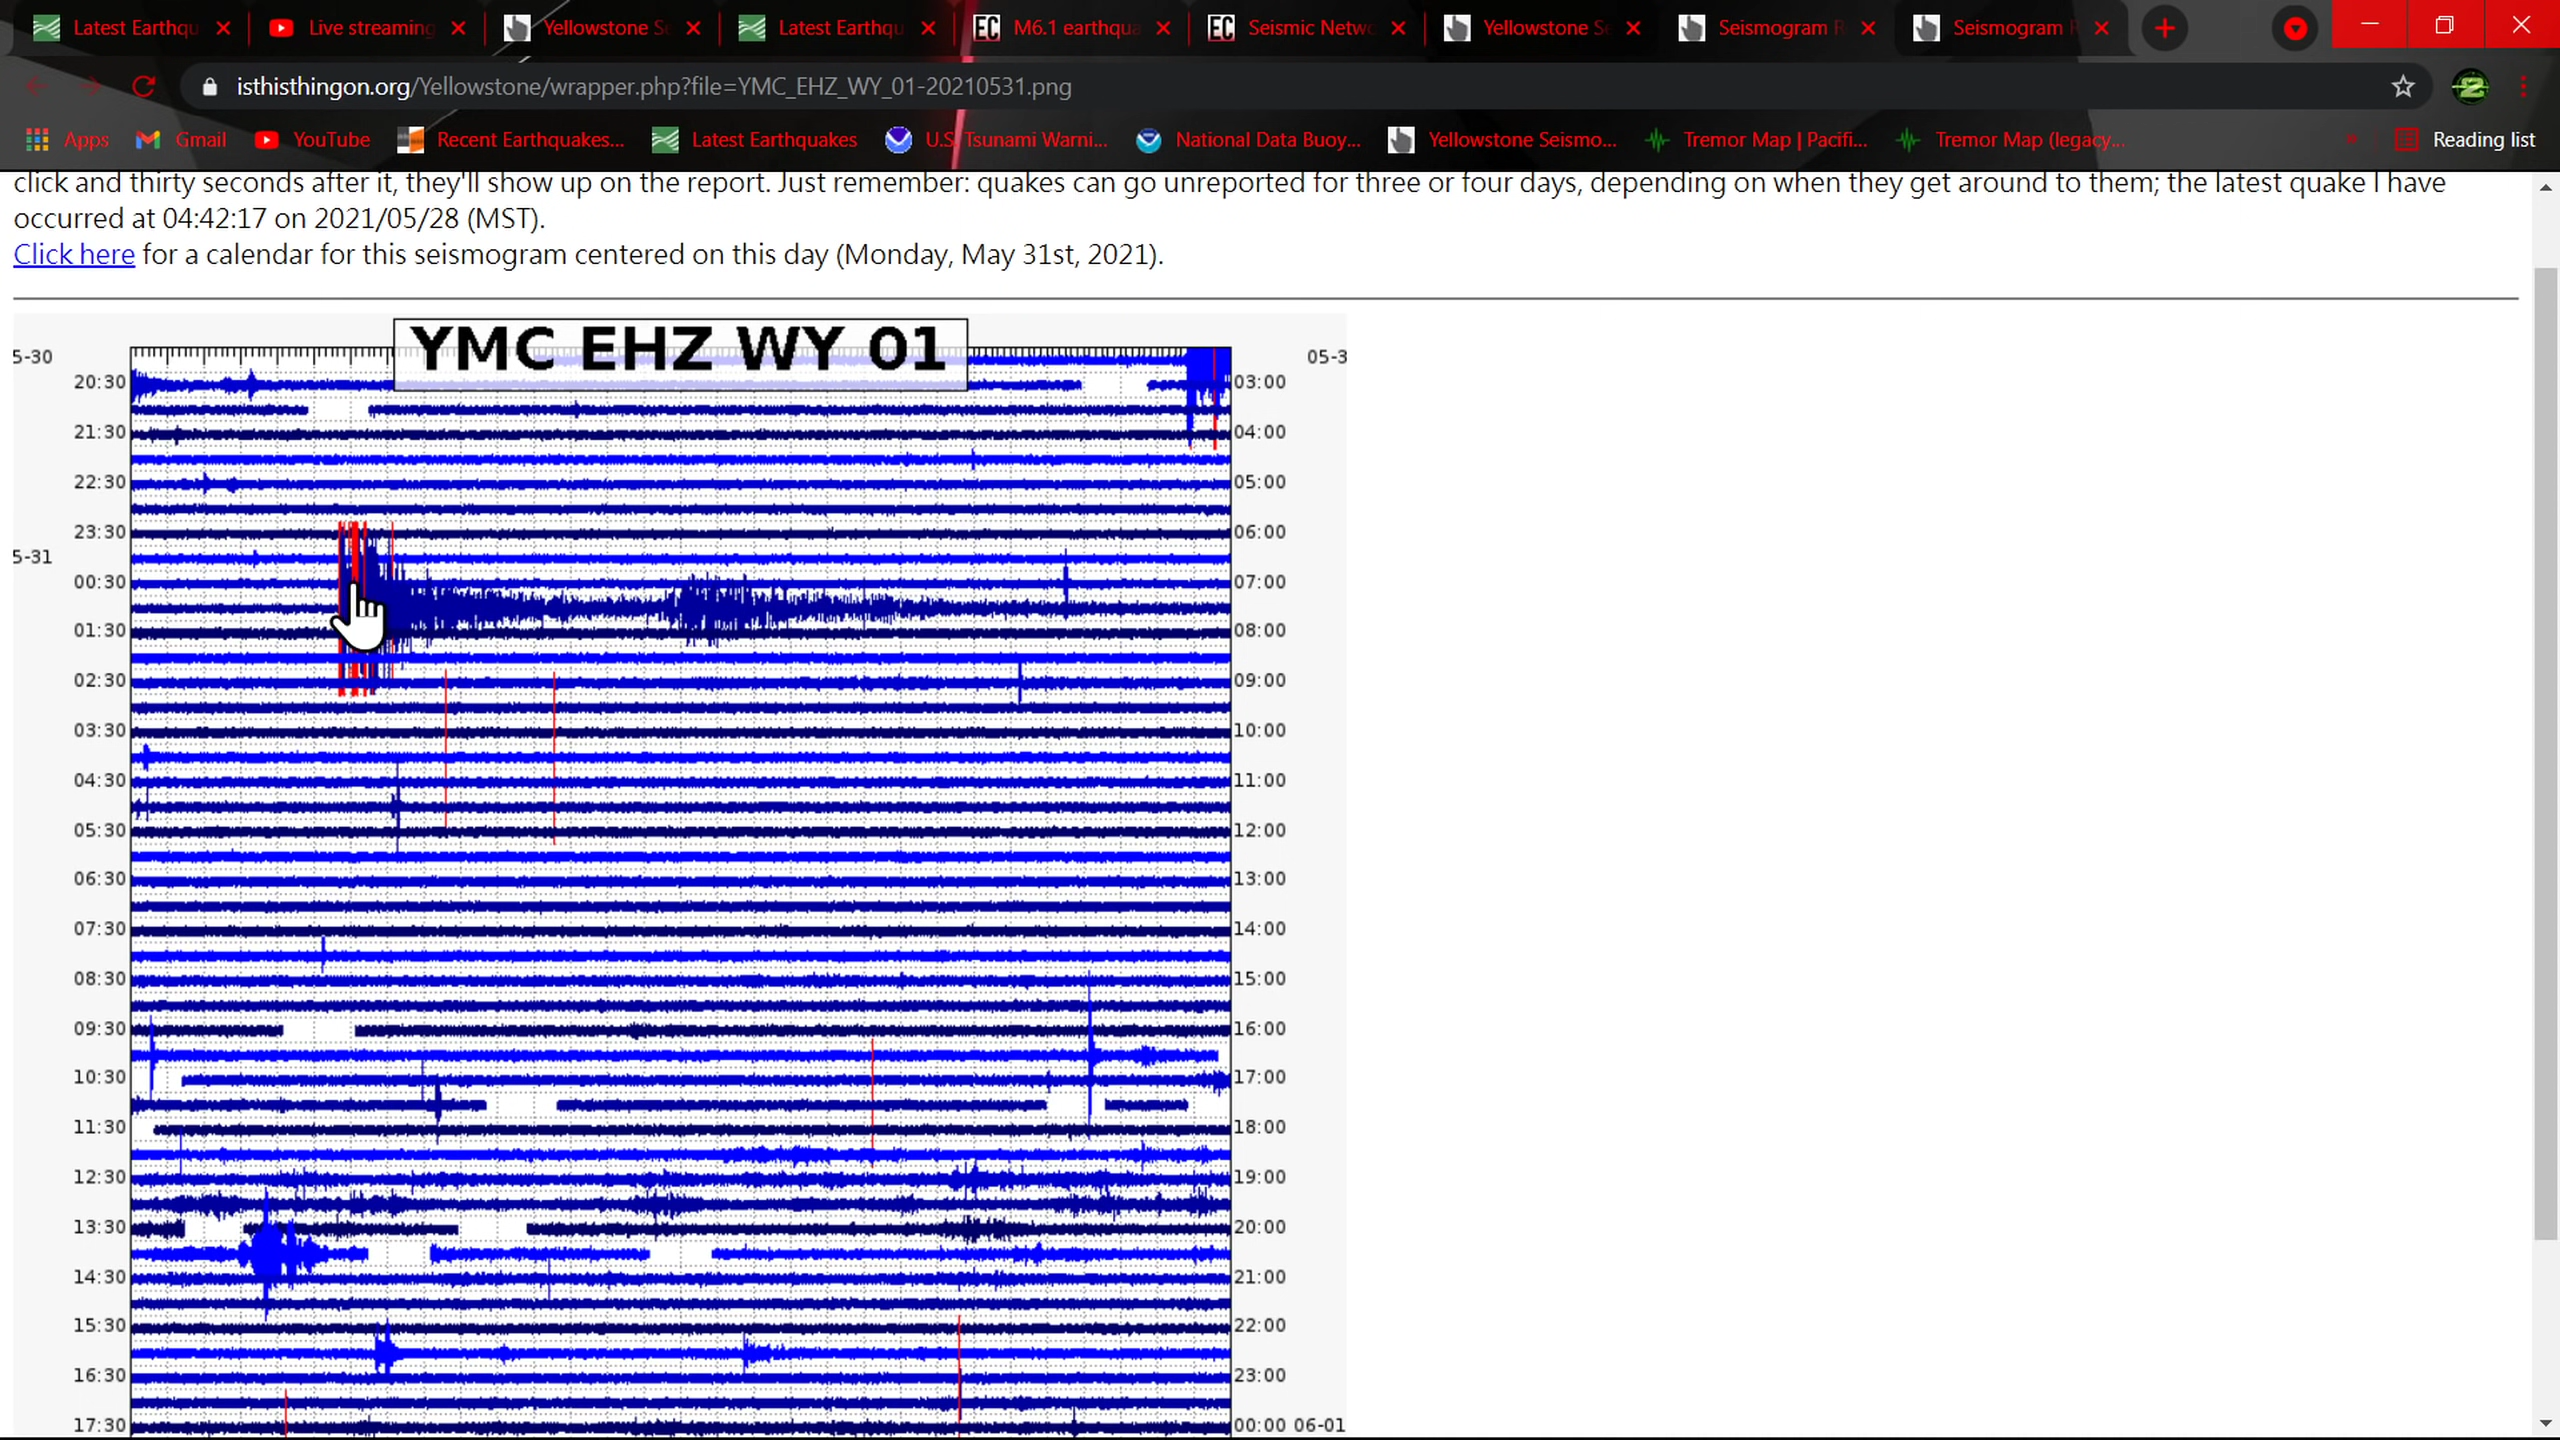 Latest Earthqu
Live streaming
Yellowstone Se
Latest Earthqu
EC M6.1 earthqua
EC Seismic Netwo
Yellowstone Se
Seismogram R
Seismogram R
isthisthingon.org/Yellowstone/wrapper.php?file=YMC_EHZ_WY_01-20210531.png
Apps
Gmail
YouTube
Recent Earthquakes...
Latest Earthquakes
U.S. Tsunami Warni...
National Data Buoy...
Yellowstone Seismo...
Tremor Map | Pacifi...
Tremor Map (legacy...
Reading list
click and thirty seconds after it, they'll show up on the report. Just remember: quakes can go unreported for three or four days, depending on when they get around to them; the latest quake I have
occurred at 04:42:17 on 2021/05/28 (MST).
Click here for a calendar for this seismogram centered on this day (Monday, May 31st, 2021).
YMC EHZ WY 01
5-30 05-3
20:30 03:00
21:30 04:00
22:30 05:00
23:30 06:00
5-31
00:30 07:00
01:30 08:00
02:30 09:00
03:30 10:00
04:30 11:00
05:30 12:00
06:30 13:00
07:30 14:00
08:30 15:00
09:30 16:00
10:30 17:00
11:30 18:00
12:30 19:00
13:30 20:00
14:30 21:00
15:30 22:00
16:30 23:00
17:30 00:00 06-01